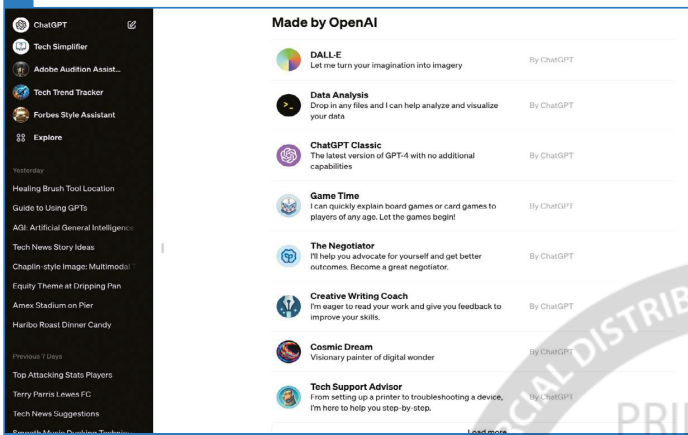 ChatGPT
Tech Simplifier
Adobe Audition Assist...
Tech Trend Tracker
Forbes Style Assistant
Explore
Yesterday
Healing Brush Tool Location
Guide to Using GPTs
AGI: Artificial General Intelligence
Tech News Story Ideas
Chaplin-style Image: Multimodal
Equity Theme at Dripping Pan
Amex Stadium on Pier
Haribo Roast Dinner Candy
Previous 7 Days
Top Attacking Stats Players
Terry Parris Lewes FC
Tech News Suggestions
Smooth Music Ducking
Made by OpenAI
DALL·E
Let me turn your imagination into imagery
By ChatGPT
Data Analysis
Drop in any files and I can help analyze and visualize
your data
By ChatGPT
ChatGPT Classic
The latest version of GPT-4 with no additional
capabilities
By ChatGPT
Game Time
I can quickly explain board games or card games to
players of any age. Let the games begin!
By ChatGPT
The Negotiator
I'll help you advocate for yourself and get better
outcomes. Become a great negotiator.
By ChatGPT
Creative Writing Coach
I'm eager to read your work and give you feedback to
improve your skills.
By ChatGPT
Cosmic Dream
Visionary painter of digital wonder
By ChatGPT
Tech Support Advisor
From setting up a printer to troubleshooting a device,
I'm here to help you step-by-step.
By ChatGPT
Load more